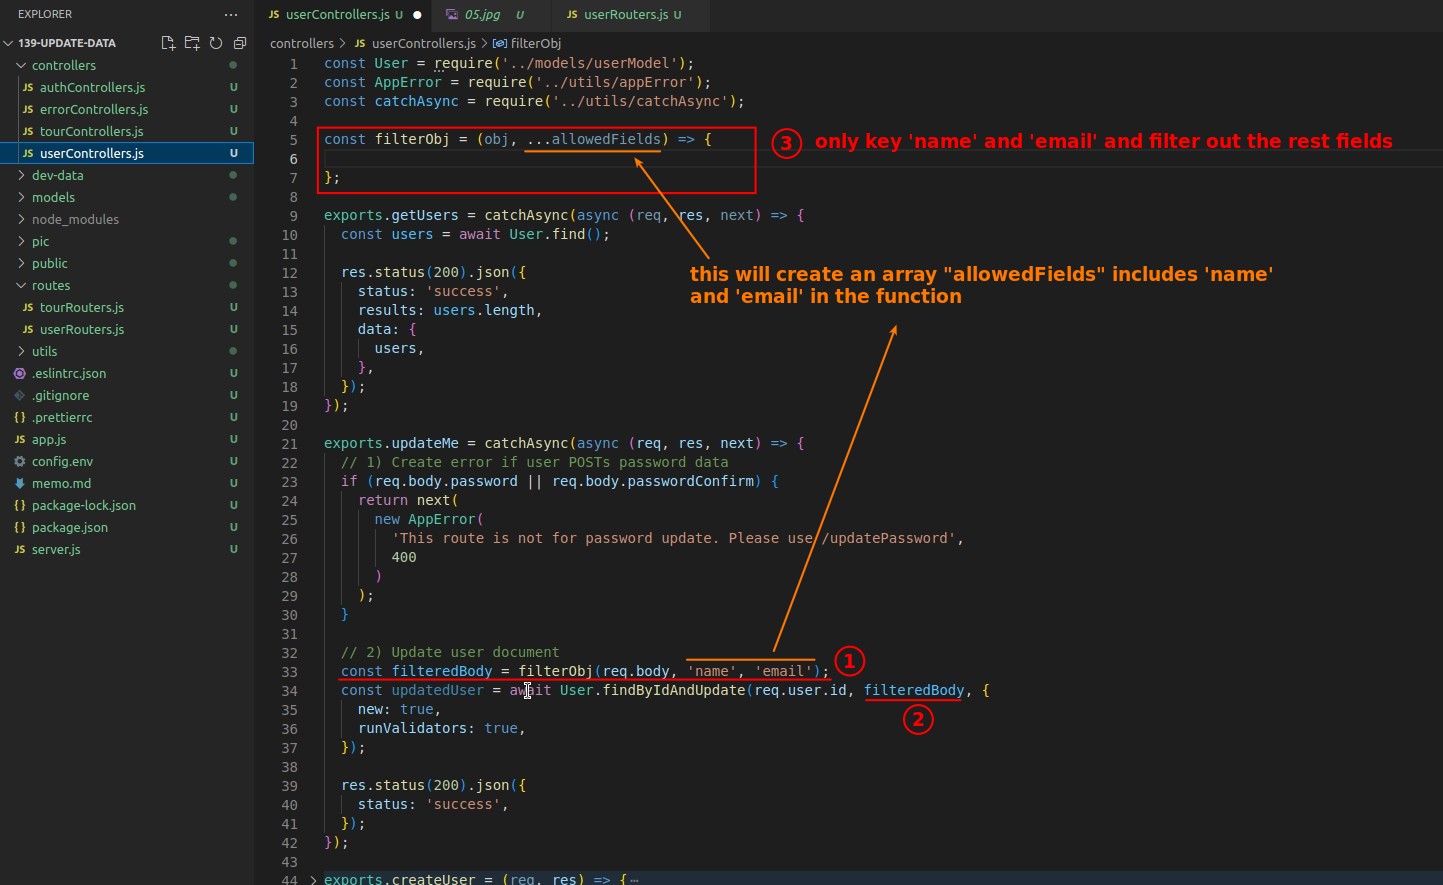 EXPLORER
139-UPDATE-DATA
controllers
JS authControllers.js U
JS errorControllers.js U
JS tourControllers.js U
JS userControllers.js U
dev-data
models
node_modules
pic
public
routes
JS tourRouters.js U
JS userRouters.js U
utils
.eslintrc.json U
.gitignore U
{} .prettierrc U
JS app.js U
config.env U
memo.md U
{} package-lock.json U
{} package.json U
JS server.js U
JS userControllers.js U ● 05.jpg U JS userRouters.js U
controllers > JS userControllers.js > filterObj
1 const User = require('../models/userModel');
2 const AppError = require('../utils/appError');
3 const catchAsync = require('../utils/catchAsync');
4
5 const filterObj = (obj, ...allowedFields) => {
③ only key 'name' and 'email' and filter out the rest fields
6
7 };
8
9 exports.getUsers = catchAsync(async (req, res, next) => {
10 const users = await User.find();
11
12 res.status(200).json({
this will create an array "allowedFields" includes 'name'
and 'email' in the function
13 status: 'success',
14 results: users.length,
15 data: {
16 users,
17 },
18 });
19 });
20
21 exports.updateMe = catchAsync(async (req, res, next) => {
22 // 1) Create error if user POSTs password data
23 if (req.body.password || req.body.passwordConfirm) {
24 return next(
25 new AppError(
26 'This route is not for password update. Please use /updatePassword',
27 400
28 )
29 );
30 }
31
32 // 2) Update user document
33 const filteredBody = filterObj(req.body, 'name', 'email'); ①
34 const updatedUser = await User.findByIdAndUpdate(req.user.id, filteredBody, {
②
35 new: true,
36 runValidators: true,
37 });
38
39 res.status(200).json({
40 status: 'success',
41 });
42 });
43
44 > exports.createUser = (req, res) => {⋯